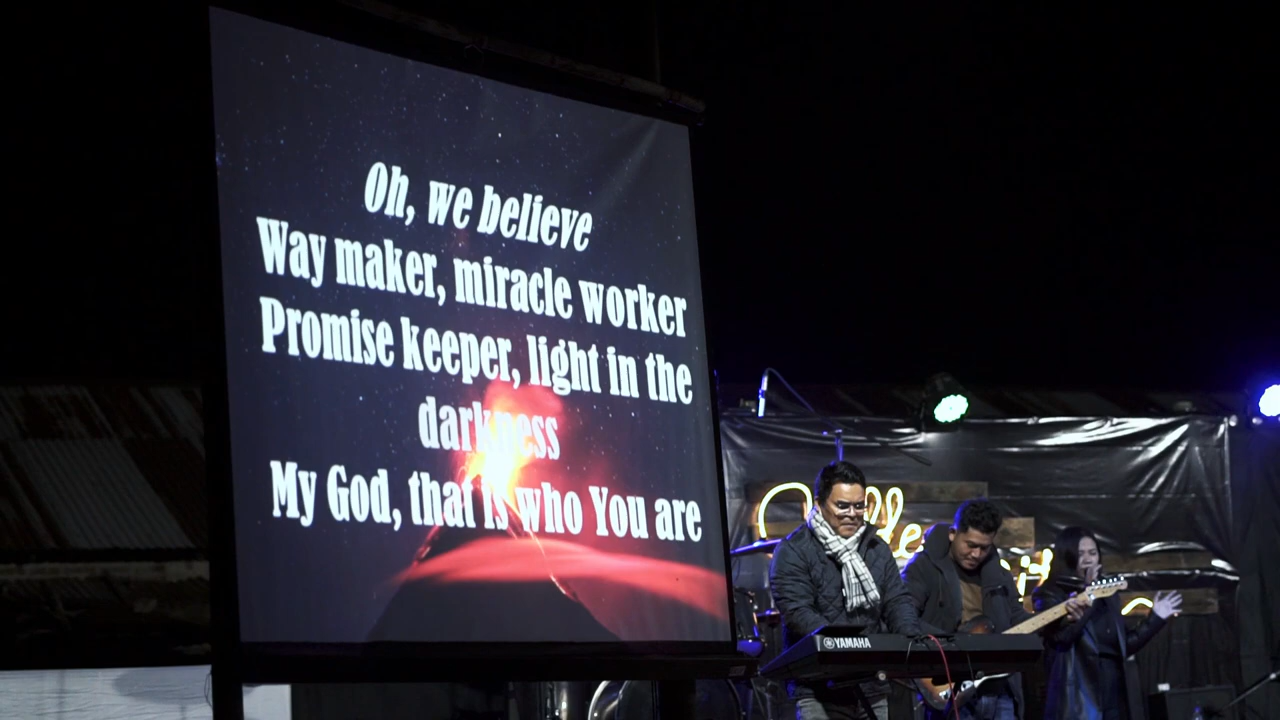 Oh, we believe
Way maker, miracle worker
Promise keeper, light in the
darkness
My God, that is who You are
YAMAHA